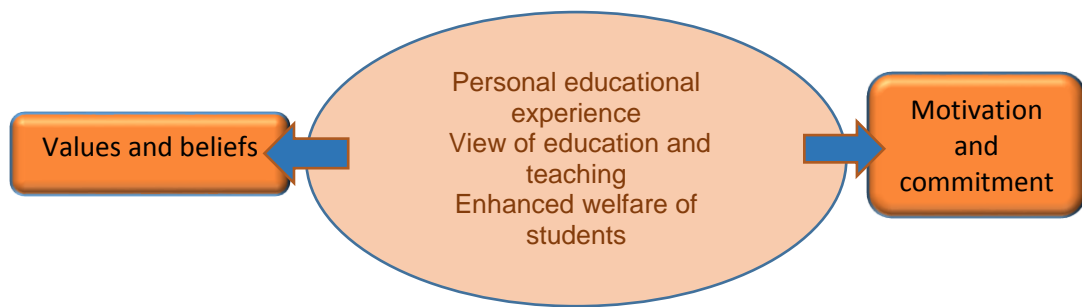 Values and beliefs
Personal educational
experience
View of education and
teaching
Enhanced welfare of
students
Motivation
and
commitment